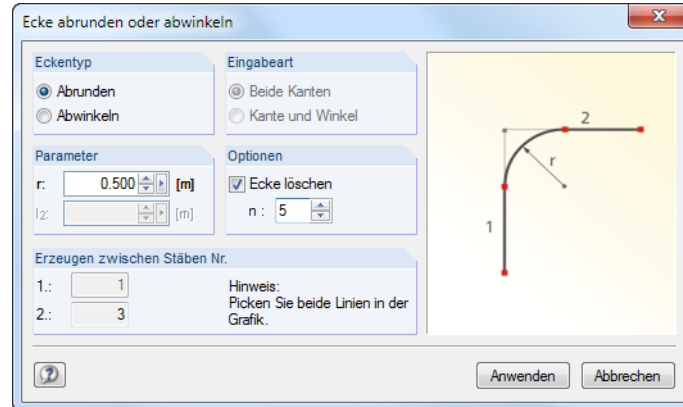 Ecke abrunden oder abwinkeln
Eckentyp
Abrunden
Abwinkeln
Eingabeart
Beide Kanten
Kante und Winkel
Parameter
r: 0.500 [m]
l2: [m]
Optionen
Ecke löschen
n : 5
Erzeugen zwischen Stäben Nr.
1.: 1
2.: 3
Hinweis:
Picken Sie beide Linien in der
Grafik.
2
r
1
Anwenden
Abbrechen